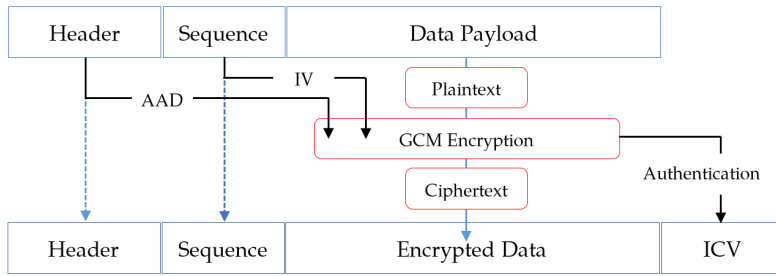 Header Sequence Data Payload
IV
Plaintext
AAD
GCM Encryption
Authentication
Ciphertext
Header Sequence Encrypted Data ICV